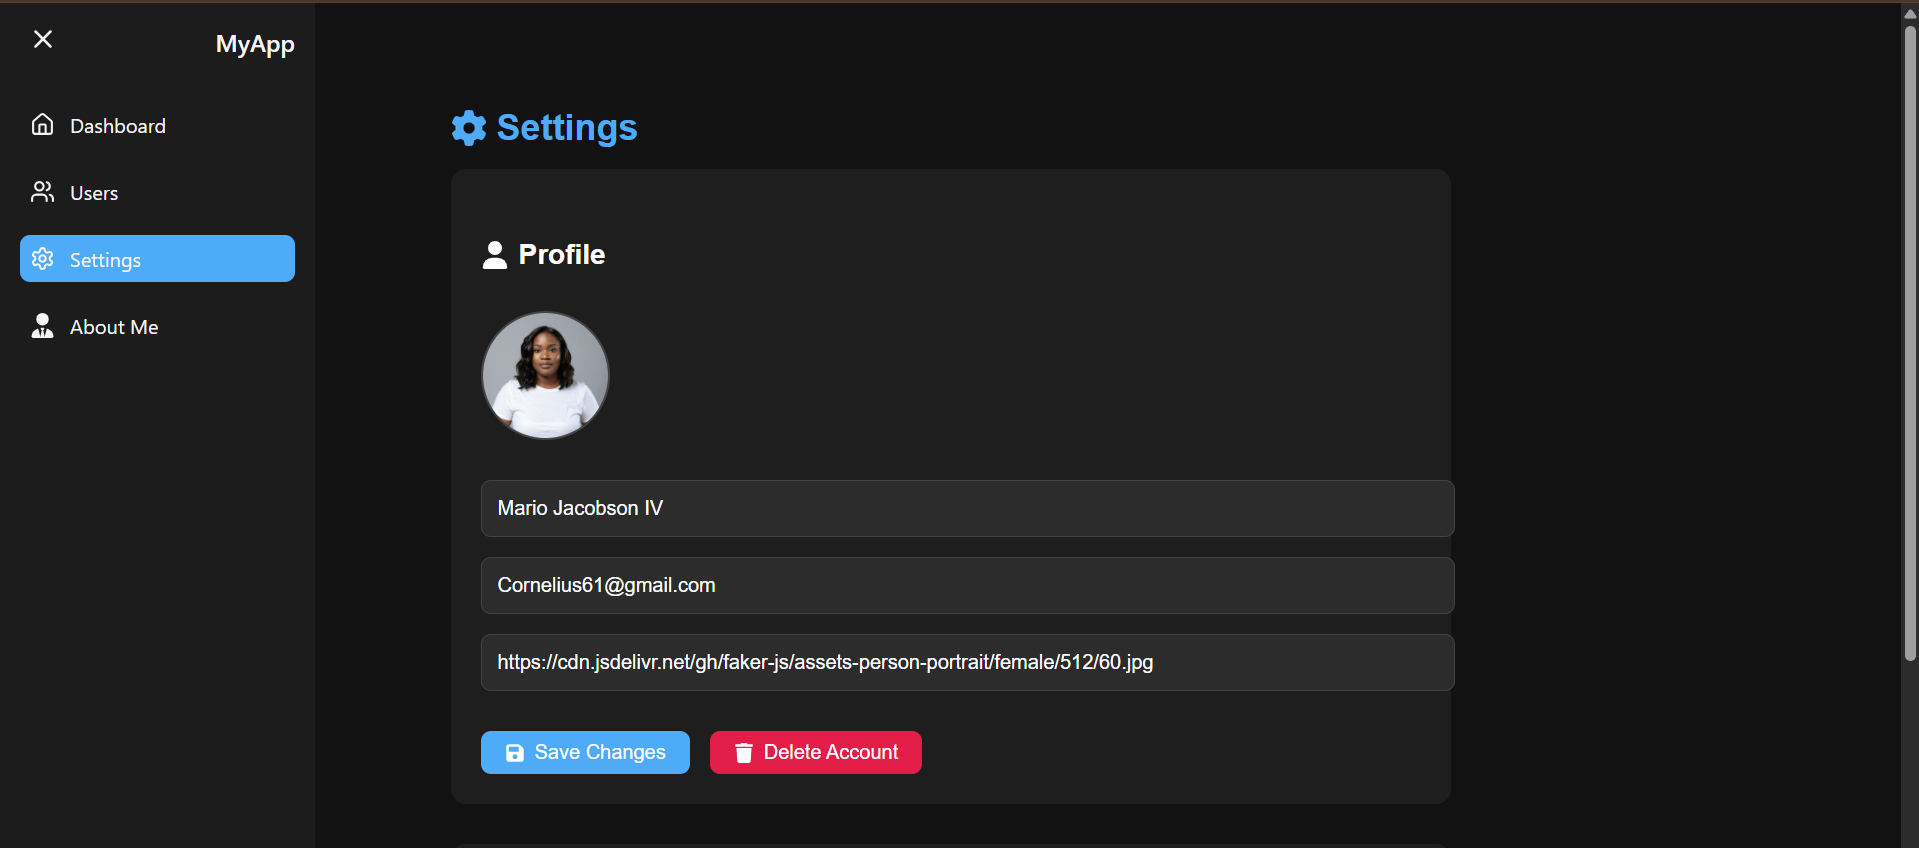 MyApp
Dashboard
Users
Settings
About Me
Settings
Profile
Mario Jacobson IV
Cornelius61@gmail.com
https://cdn.jsdelivr.net/gh/faker-js/assets-person-portrait/female/512/60.jpg
Save Changes
Delete Account